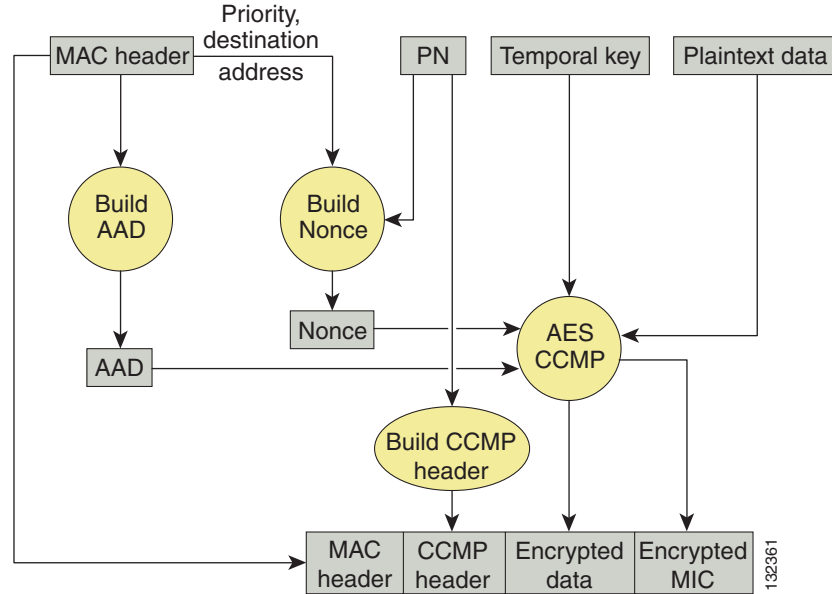 Priority,
destination
address
MAC header
PN
Temporal key
Plaintext data
Build
AAD
Build
Nonce
Nonce
AES
CCMP
AAD
Build CCMP
header
MAC
header
CCMP
header
Encrypted
data
Encrypted
MIC
132361